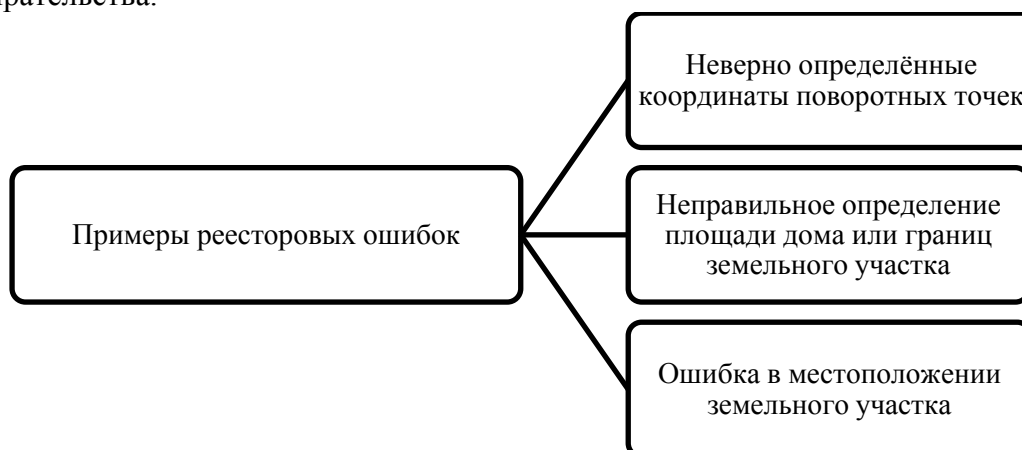 Примеры реесторовых ошибок
Неверно определённые
координаты поворотных точек
Неправильное определение
площади дома или границ
земельного участка
Ошибка в местоположении
земельного участка